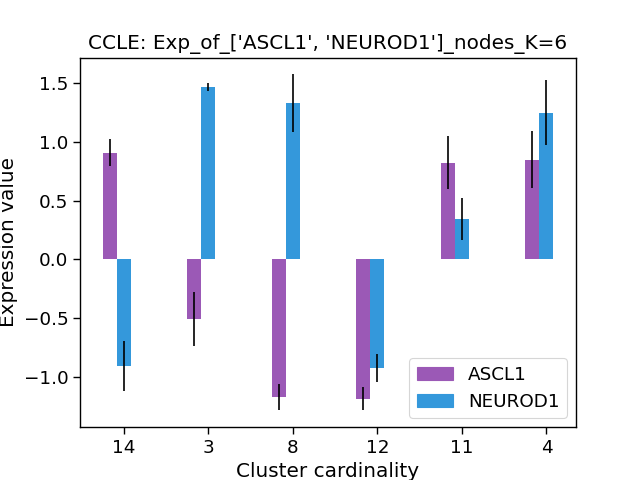 CCLE: Exp_of_['ASCL1', 'NEUROD1']_nodes_K=6
Expression value
1.5
1.0
0.5
0.0
−0.5
−1.0
ASCL1
NEUROD1
14 3 8 12 11 4
Cluster cardinality